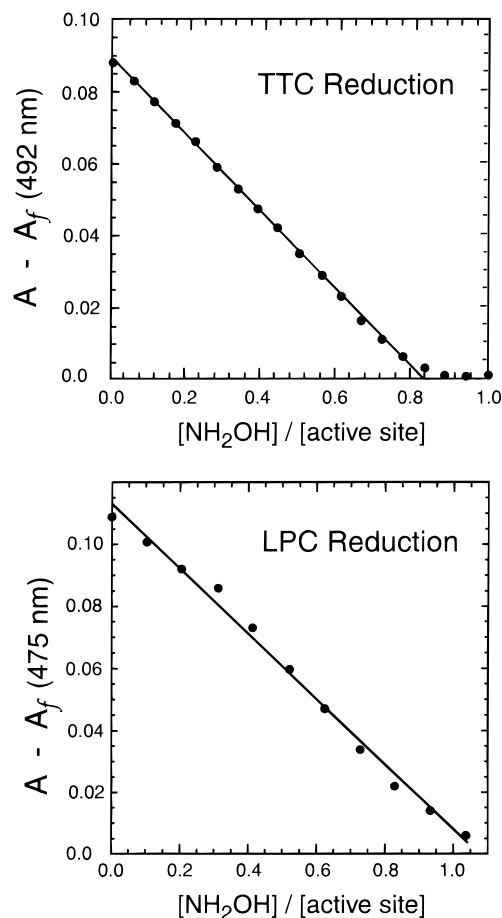 0.10
TTC Reduction
0.08
0.06
0.04
0.02
0.0
A - Af (492 nm)
0.0 0.2 0.4 0.6 0.8 1.0
[NH2OH] / [active site]
LPC Reduction
0.10
0.08
0.06
0.04
0.02
0.0
A - Af (475 nm)
0.0 0.2 0.4 0.6 0.8 1.0
[NH2OH] / [active site]